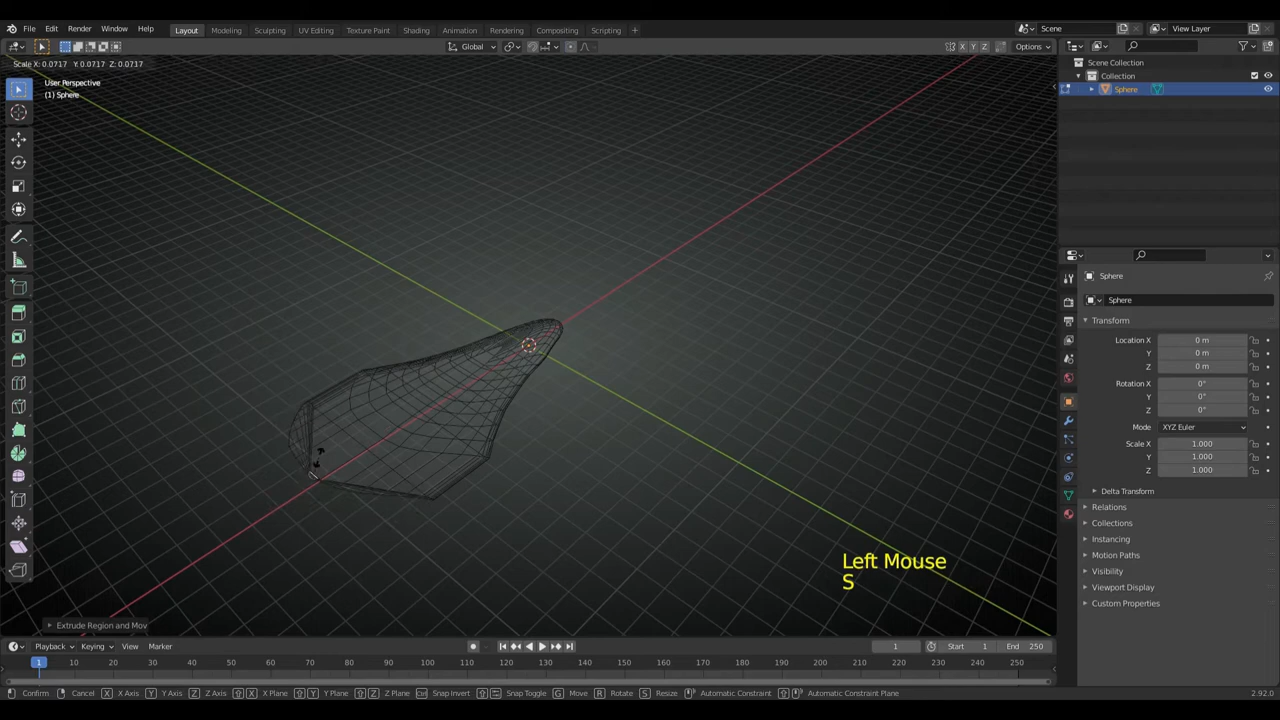 File Edit Render Window Help Layout Modeling Sculpting UV Editing Texture Paint Shading Animation Rendering Compositing Scripting + Scene View Layer
Global X Y Z Options
Scale X: 0.0717 Y: 0.0717 Z: 0.0717
User Perspective
(1) Sphere
Scene Collection
Collection
Sphere
Sphere
Sphere
Transform
Location X 0 m
Y 0 m
Z 0 m
Rotation X 0°
Y 0°
Z 0°
Mode XYZ Euler
Scale X 1.000
Y 1.000
Z 1.000
Delta Transform
Relations
Collections
Instancing
Motion Paths
Visibility
Viewport Display
Custom Properties
Left Mouse
S
Extrude Region and Mov
Playback Keying View Marker 1 Start 1 End 250
1 10 20 30 40 50 60 70 80 90 100 110 120 130 140 150 160 170 180 190 200 210 220 230 240 250
Confirm Cancel X X Axis Y Y Axis Z Z Axis X X Plane Y Y Plane Z Z Plane Ctrl Snap Invert Snap Toggle G Move R Rotate S Resize Automatic Constraint Automatic Constraint Plane 2.92.0